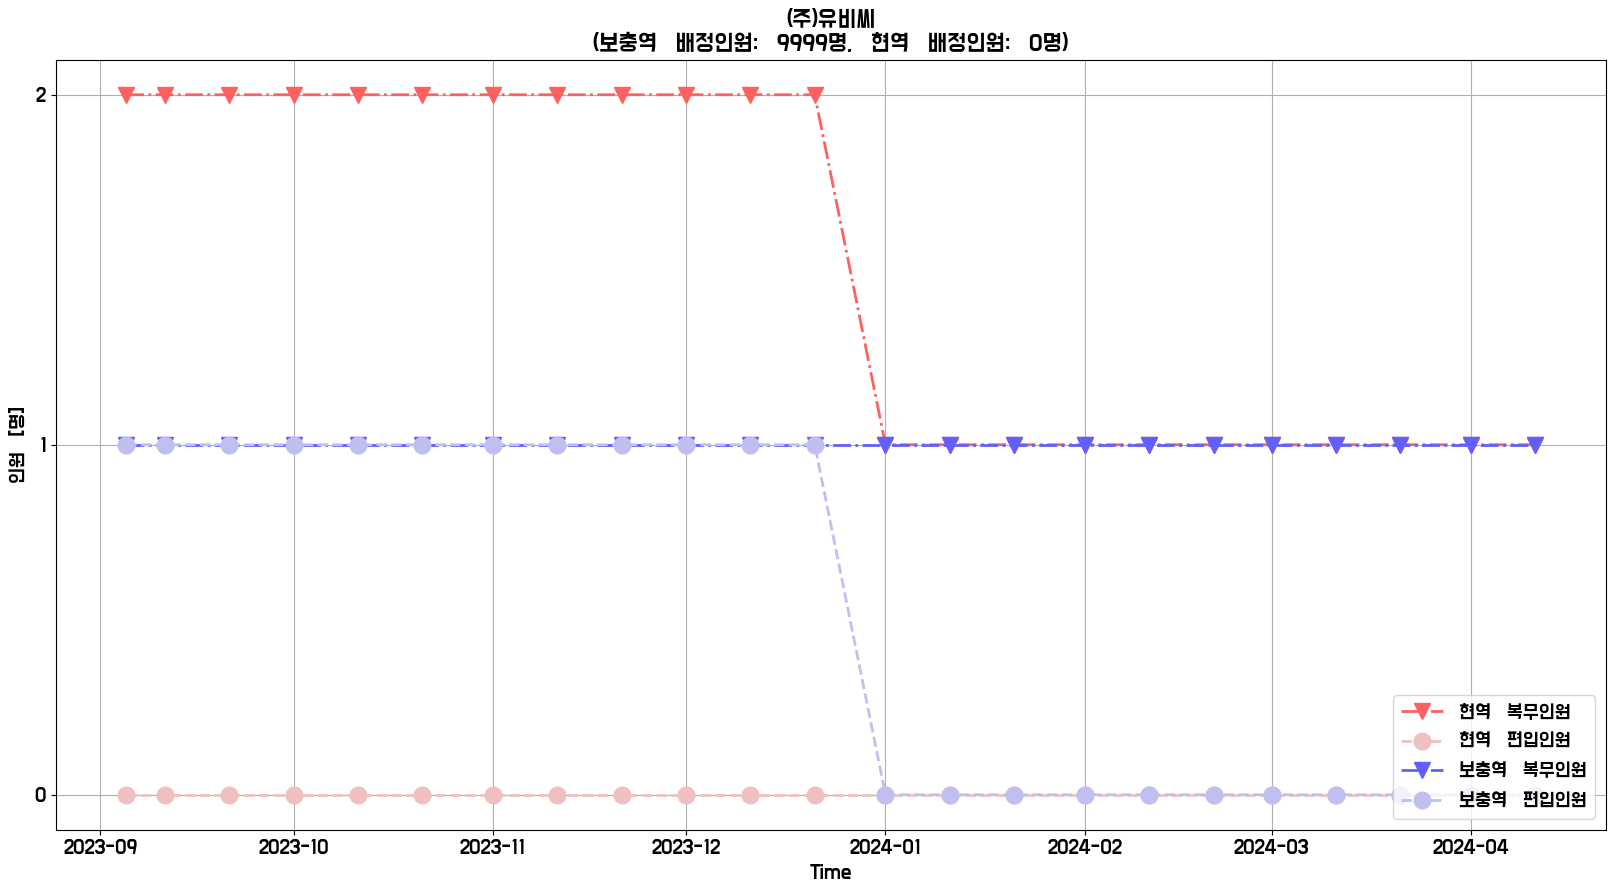 (주)유비씨
(보충역 배정인원: 9999명, 현역 배정인원: 0명)
인원 [명]
2
1
0
현역 복무인원
현역 편입인원
보충역 복무인원
보충역 편입인원
2023-09 2023-10 2023-11 2023-12 2024-01 2024-02 2024-03 2024-04
Time